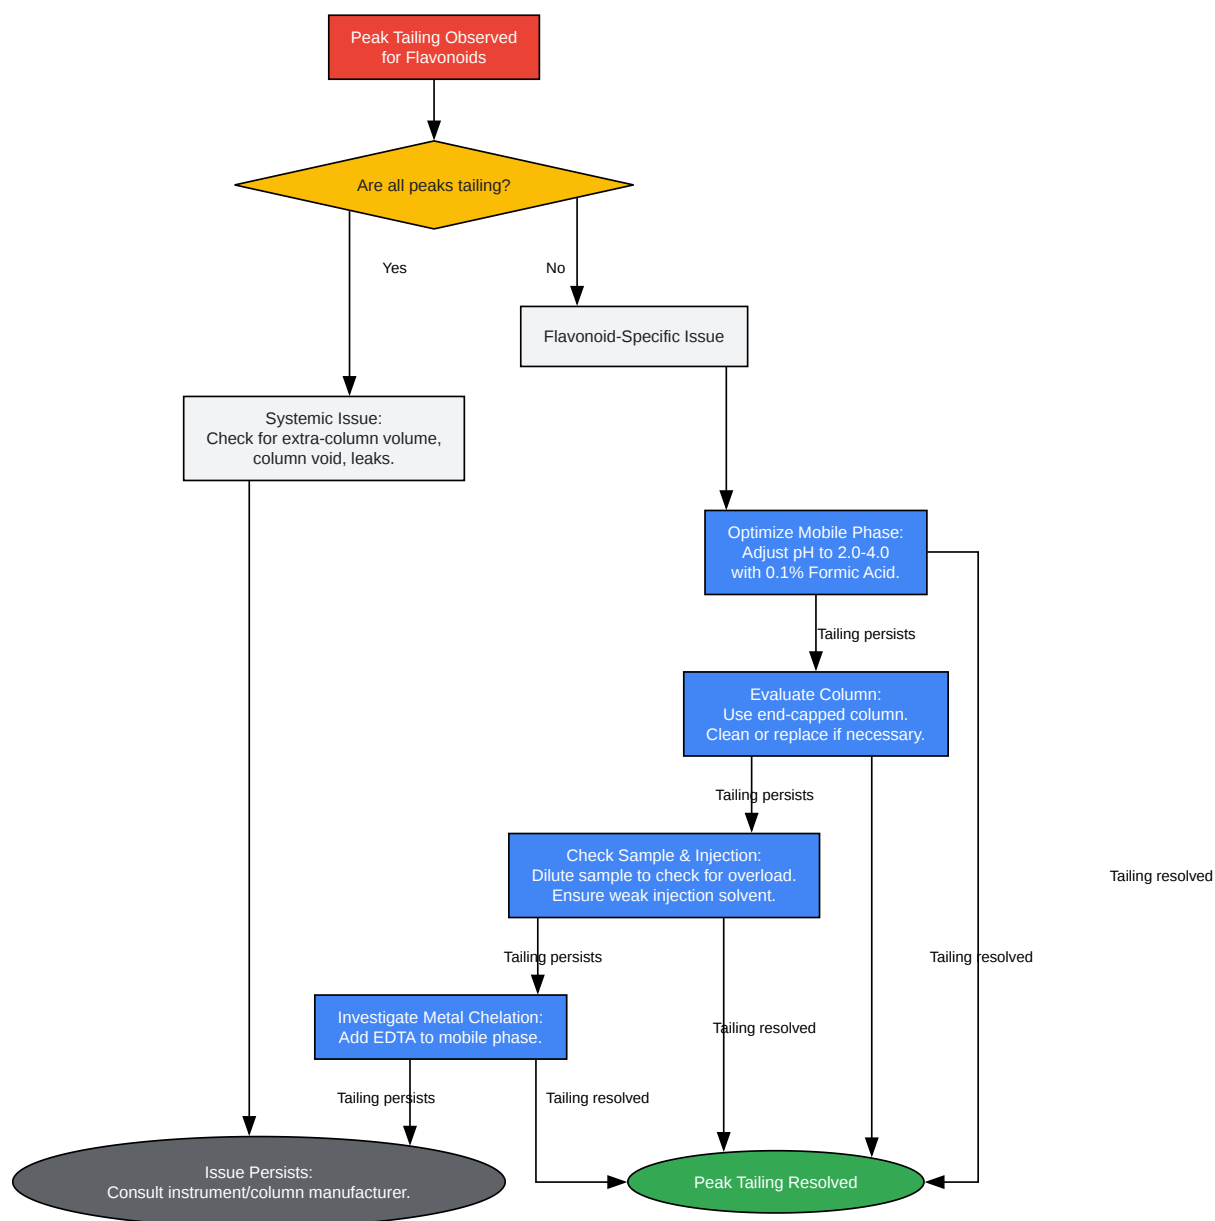 Peak Tailing Observed
for Flavonoids
Are all peaks tailing?
Yes
No
Flavonoid-Specific Issue
Systemic Issue:
Check for extra-column volume,
column void, leaks.
Optimize Mobile Phase:
Adjust pH to 2.0-4.0
with 0.1% Formic Acid.
Tailing persists
Evaluate Column:
Use end-capped column.
Clean or replace if necessary.
Tailing persists
Check Sample & Injection:
Dilute sample to check for overload.
Ensure weak injection solvent.
Tailing resolved
Tailing persists
Tailing resolved
Investigate Metal Chelation:
Add EDTA to mobile phase.
Tailing resolved
Tailing persists
Tailing resolved
Issue Persists:
Consult instrument/column manufacturer.
Peak Tailing Resolved